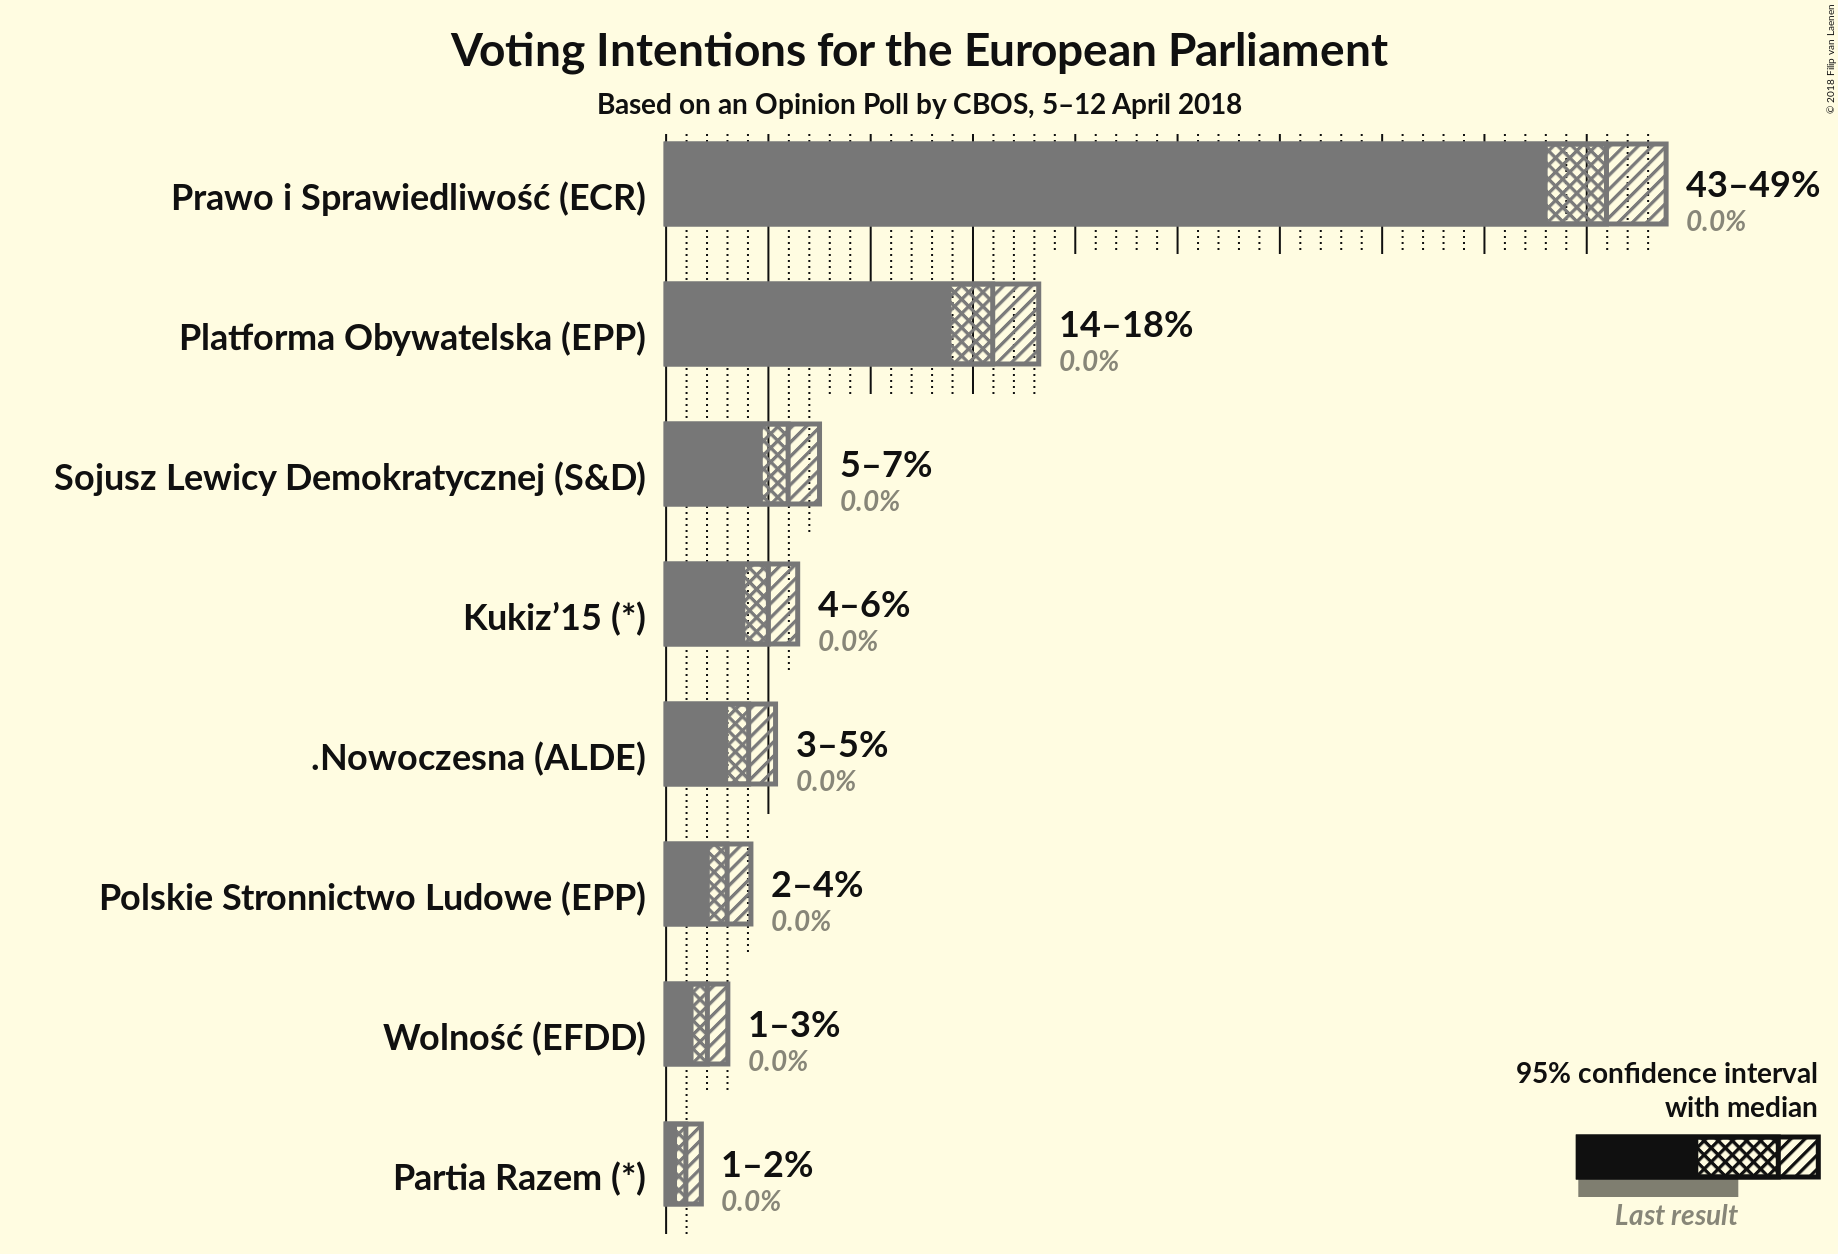 Voting Intentions for the European Parliament
Based on an Opinion Poll by CBOS, 5–12 April 2018
© 2018 Filip van Laenen
Prawo i Sprawiedliwość (ECR)
43–49%
0.0%
Platforma Obywatelska (EPP)
14–18%
0.0%
Sojusz Lewicy Demokratycznej (S&D)
5–7%
0.0%
Kukiz’15 (*)
4–6%
0.0%
.Nowoczesna (ALDE)
3–5%
0.0%
Polskie Stronnictwo Ludowe (EPP)
2–4%
0.0%
Wolność (EFDD)
1–3%
0.0%
Partia Razem (*)
1–2%
0.0%
95% confidence interval
with median
Last result